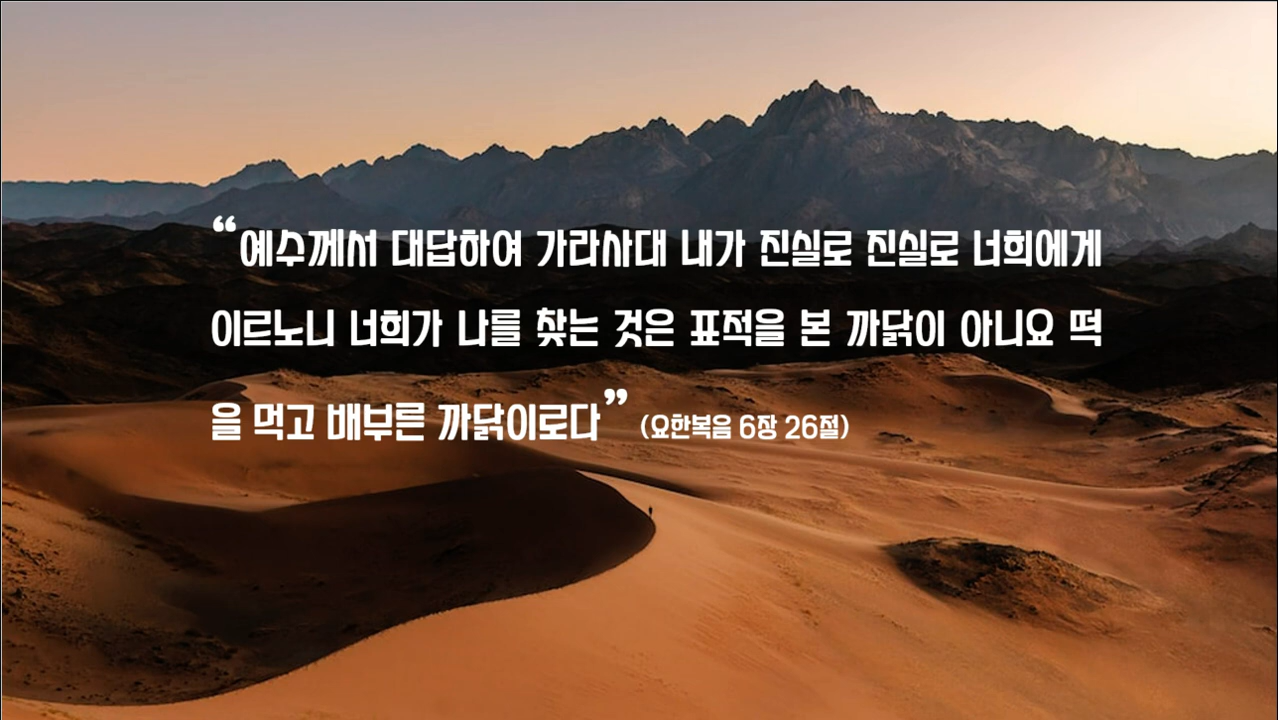 “예수께서 대답하여 가라사대 내가 진실로 진실로 너희에게
이르노니 너희가 나를 찾는 것은 표적을 본 까닭이 아니요 떡
을 먹고 배부른 까닭이로다” (요한복음 6장 26절)